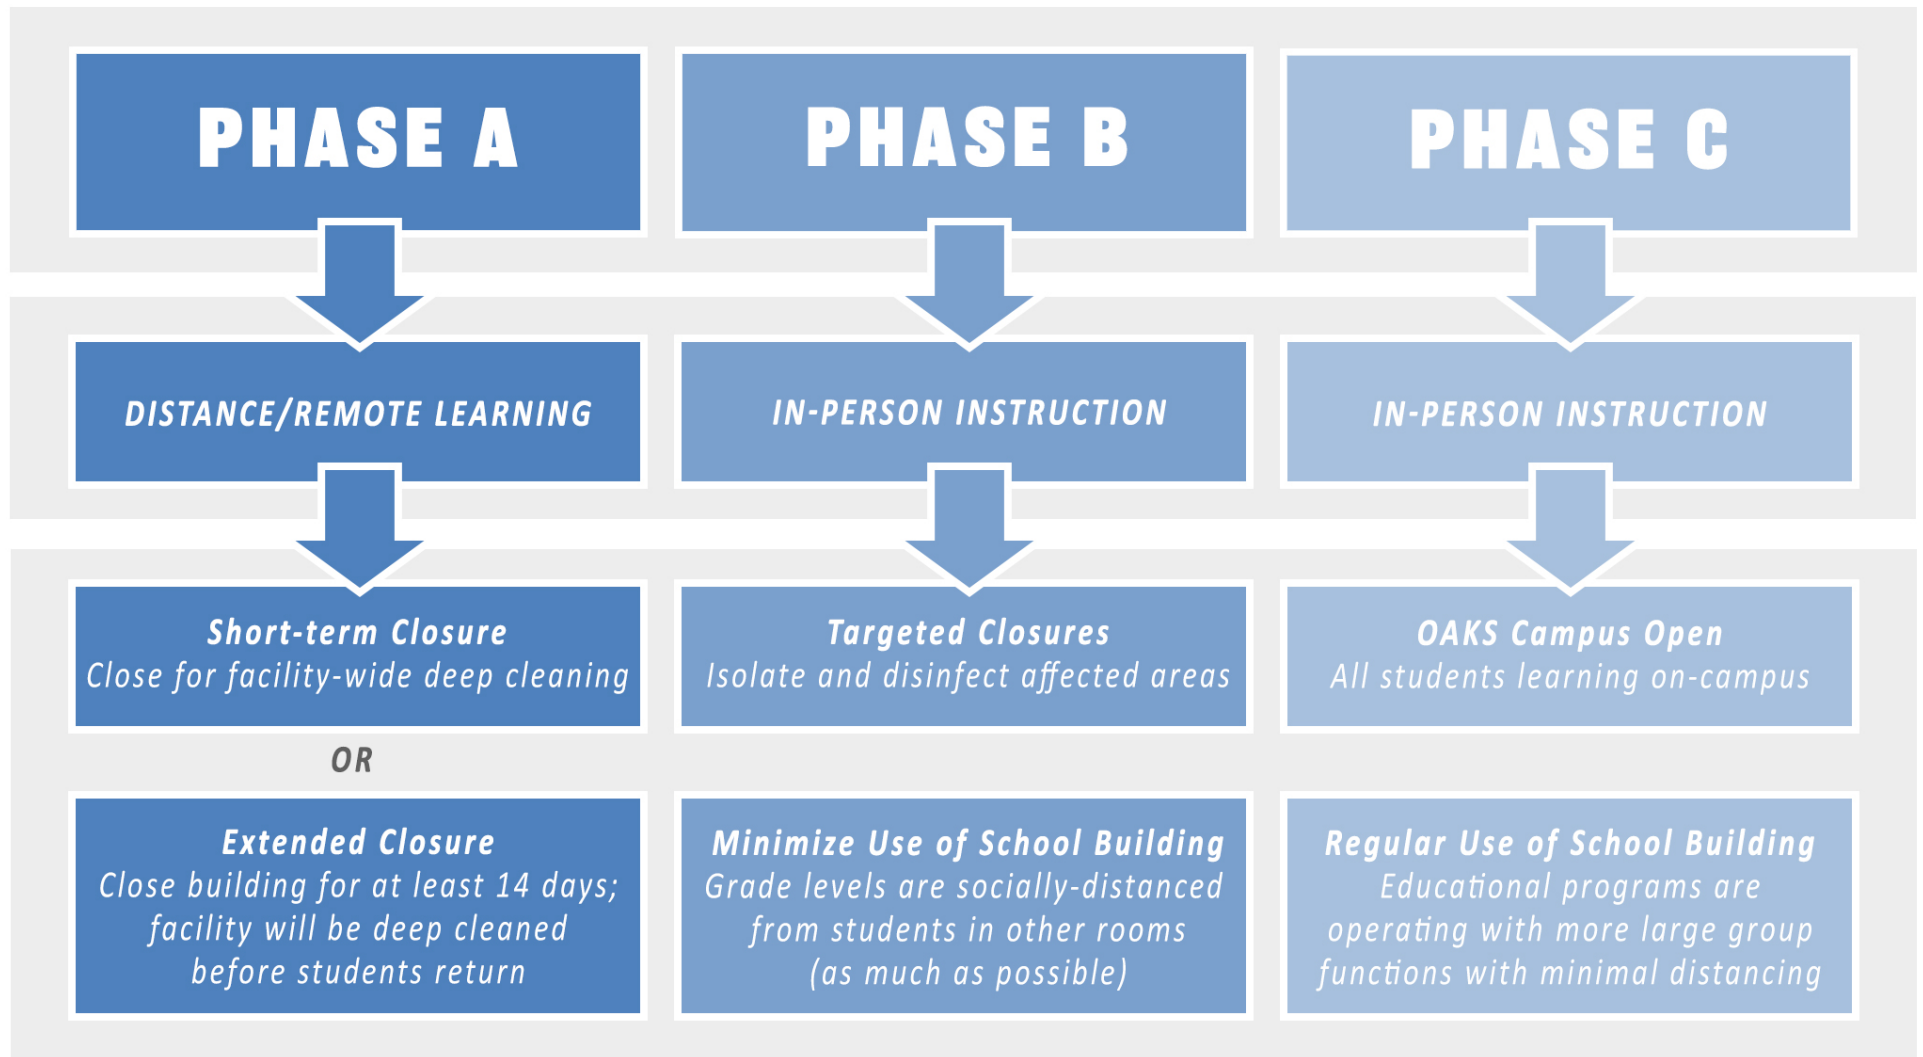 PHASE A
PHASE B
PHASE C
DISTANCE/REMOTE LEARNING
IN-PERSON INSTRUCTION
IN-PERSON INSTRUCTION
Short-term Closure
Close for facility-wide deep cleaning
Targeted Closures
Isolate and disinfect affected areas
OAKS Campus Open
All students learning on-campus
OR
Extended Closure
Close building for at least 14 days;
facility will be deep cleaned
before students return
Minimize Use of School Building
Grade levels are socially-distanced
from students in other rooms
(as much as possible)
Regular Use of School Building
Educational programs are
operating with more large group
functions with minimal distancing